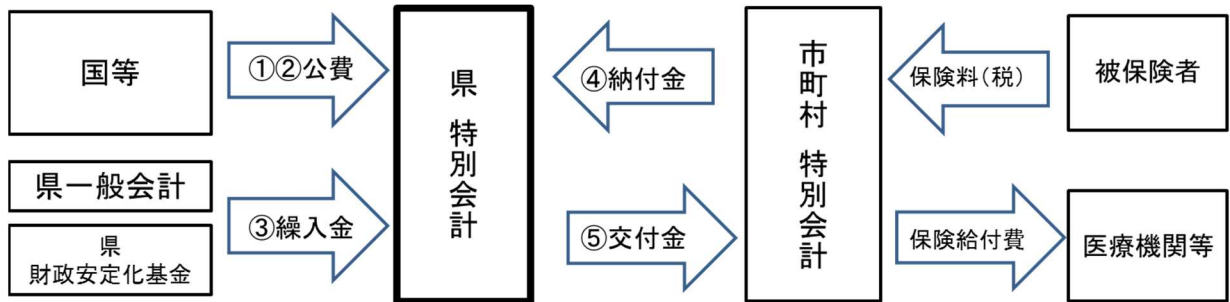 国等
①②公費
県一般会計
県
財政安定化基金
③繰入金
県 特別会計
④納付金
⑤交付金
市町村 特別会計
保険料(税)
被保険者
保険給付費
医療機関等